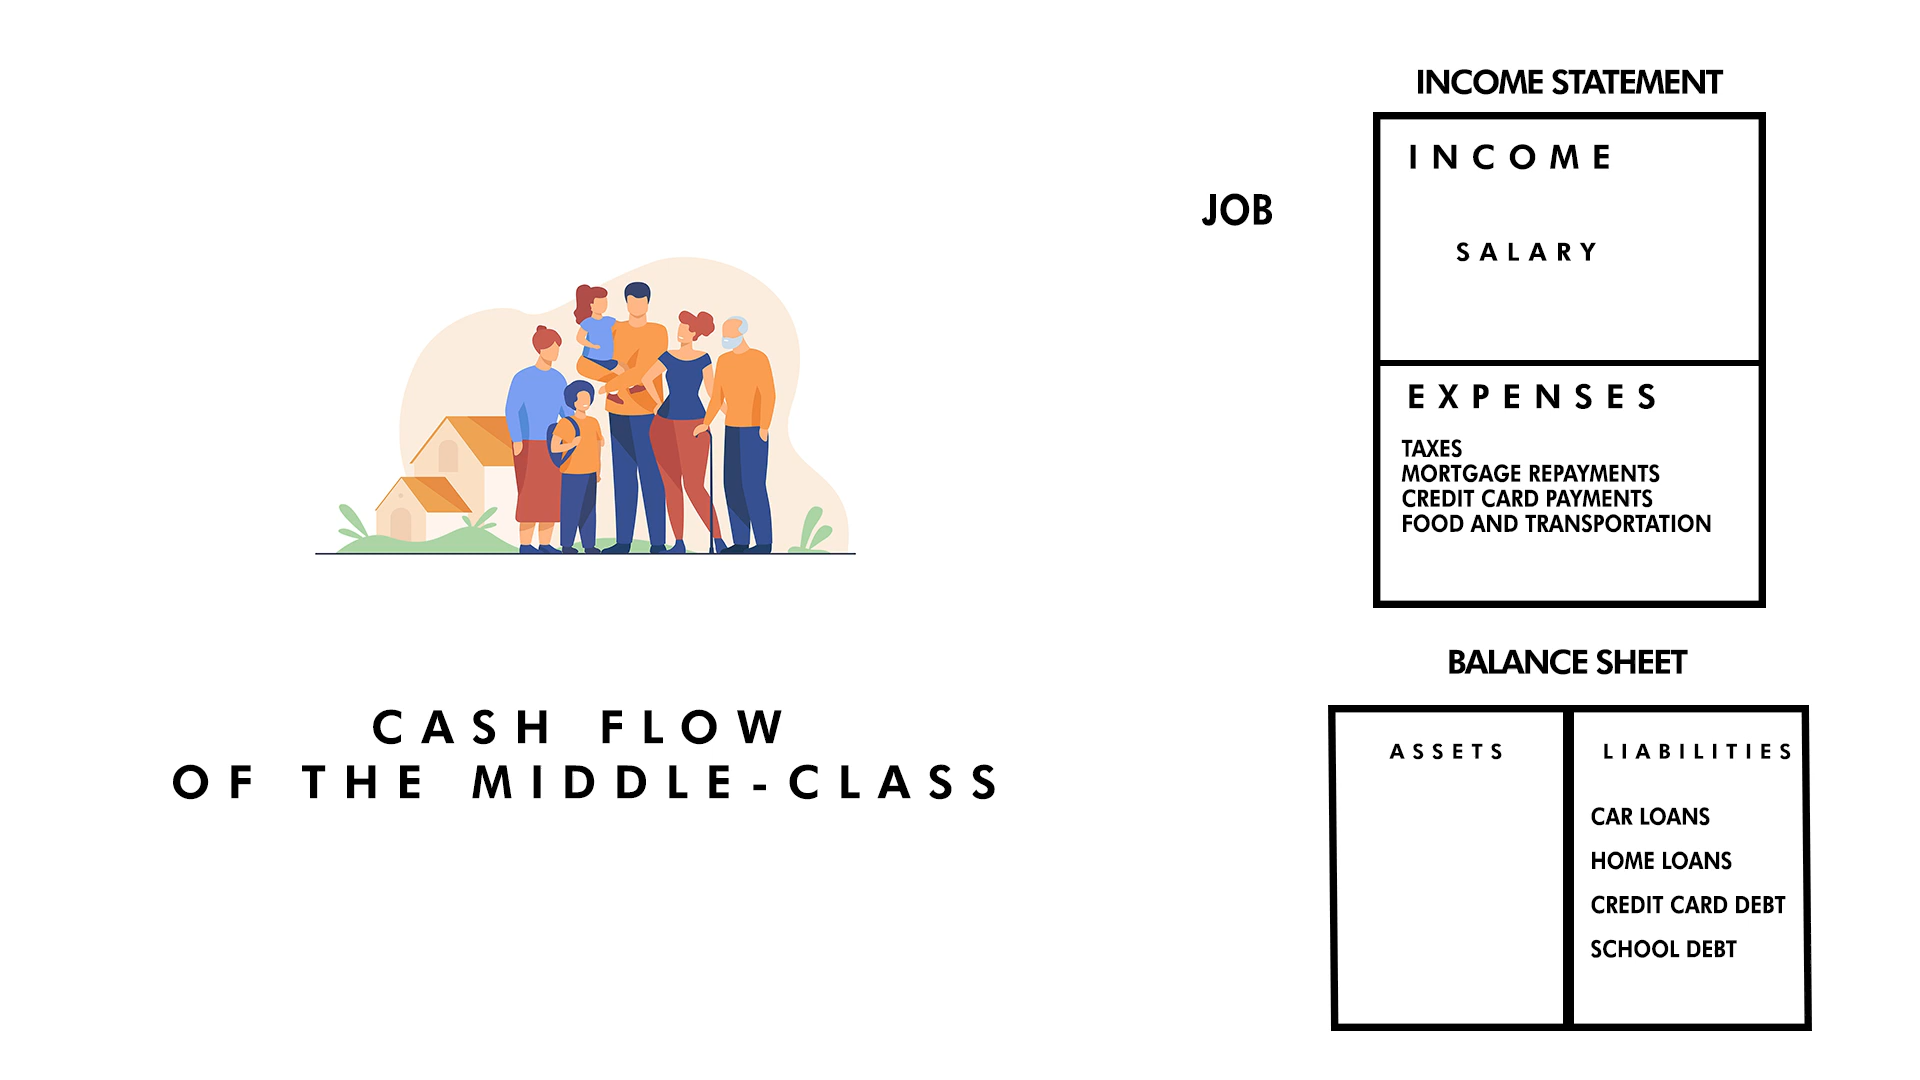 INCOME STATEMENT
INCOME
JOB
SALARY
EXPENSES
TAXES
MORTGAGE REPAYMENTS
CREDIT CARD PAYMENTS
FOOD AND TRANSPORTATION
CASH FLOW
OF THE MIDDLE-CLASS
BALANCE SHEET
ASSETS
LIABILITIES
CAR LOANS
HOME LOANS
CREDIT CARD DEBT
SCHOOL DEBT